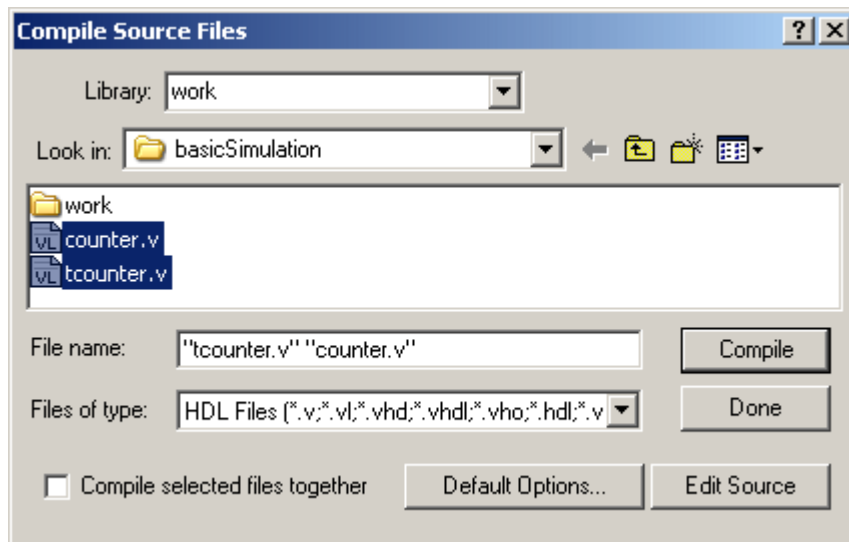 Compile Source Files
Library: work
Look in: basicSimulation
work
counter.v
tcounter.v
File name: "tcounter.v" "counter.v" Compile
Files of type: HDL Files (*.v;*.vl;*.vhd;*.vhdl;*.vho;*.hdl;*.v Done
Compile selected files together Default Options... Edit Source